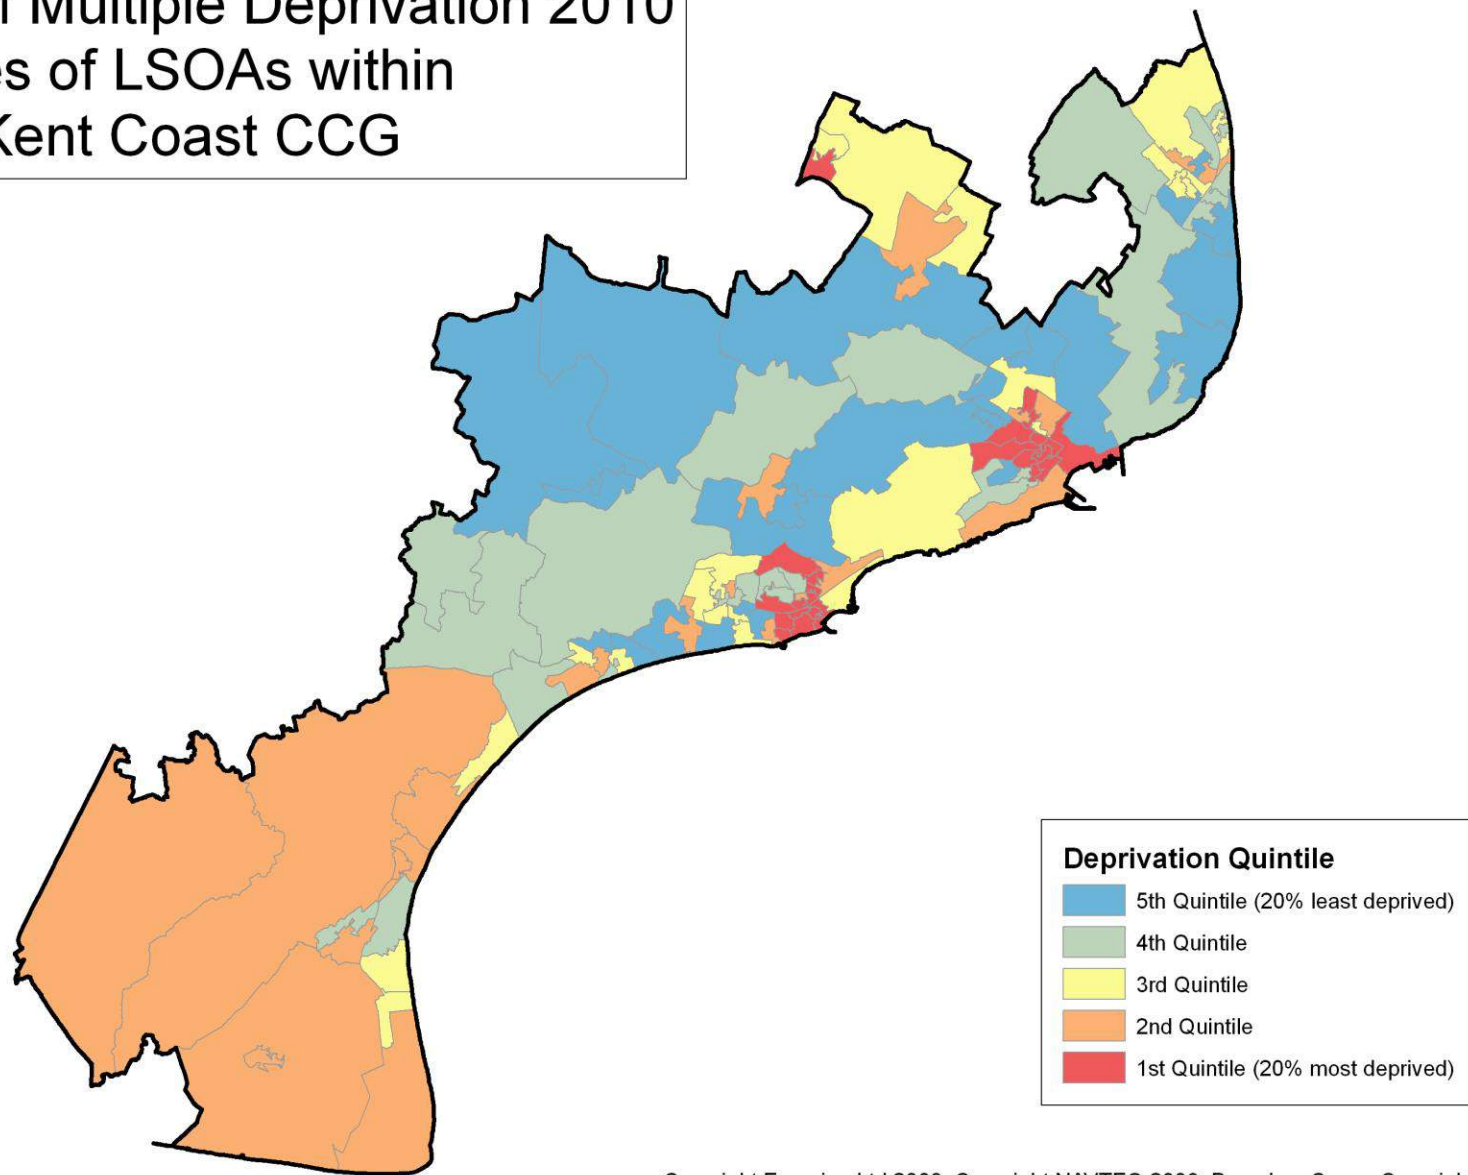 Multiple Deprivation 2010
of LSOAs within
Kent Coast CCG
Deprivation Quintile
5th Quintile (20% least deprived)
4th Quintile
3rd Quintile
2nd Quintile
1st Quintile (20% most deprived)